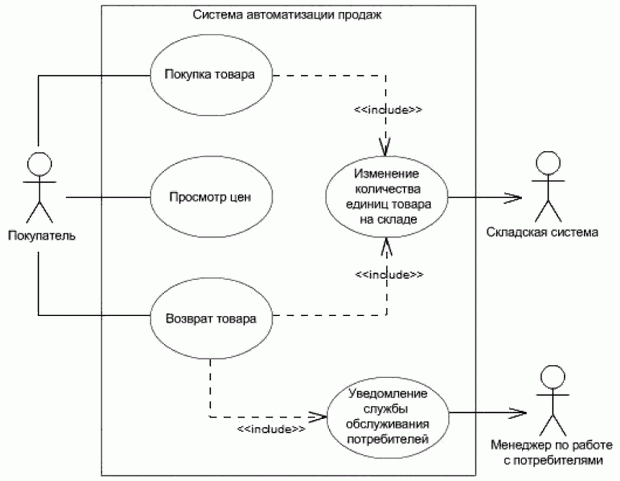 Система автоматизации продаж
Покупка товара
<<include>>
Изменение
количества
единиц товара
на складе
Просмотр цен
Покупатель
Складская система
<<include>>
Возврат товара
Уведомление
службы
обслуживания
потребителей
<<include>>
Менеджер по работе
с потребителями